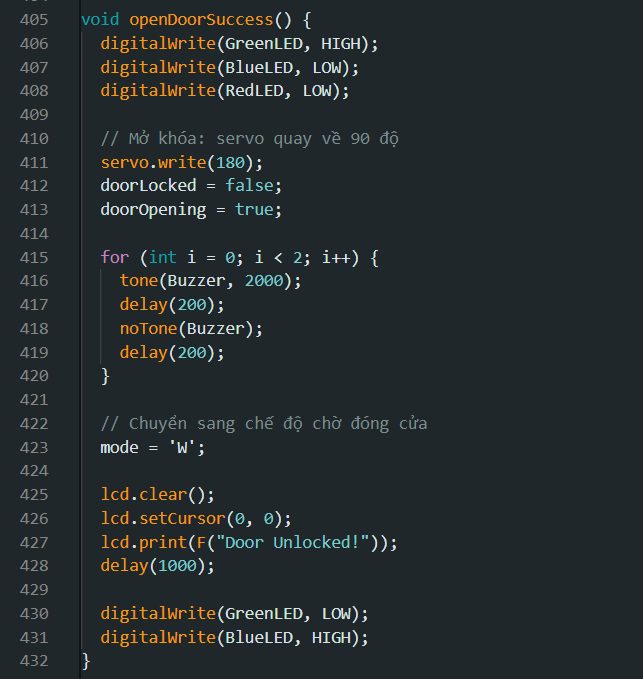 405 void openDoorSuccess() {
406   digitalWrite(GreenLED, HIGH);
407   digitalWrite(BlueLED, LOW);
408   digitalWrite(RedLED, LOW);
409
410   // Mở khóa: servo quay về 90 độ
411   servo.write(180);
412   doorLocked = false;
413   doorOpening = true;
414
415   for (int i = 0; i < 2; i++) {
416     tone(Buzzer, 2000);
417     delay(200);
418     noTone(Buzzer);
419     delay(200);
420   }
421
422   // Chuyển sang chế độ chờ đóng cửa
423   mode = 'W';
424
425   lcd.clear();
426   lcd.setCursor(0, 0);
427   lcd.print(F("Door Unlocked!"));
428   delay(1000);
429
430   digitalWrite(GreenLED, LOW);
431   digitalWrite(BlueLED, HIGH);
432 }